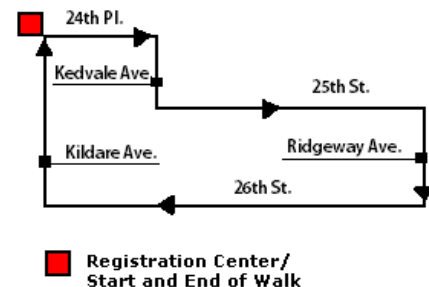 24th Pl.
Kedvale Ave.
25th St.
Kildare Ave.
Ridgeway Ave.
26th St.
Registration Center/
Start and End of Walk